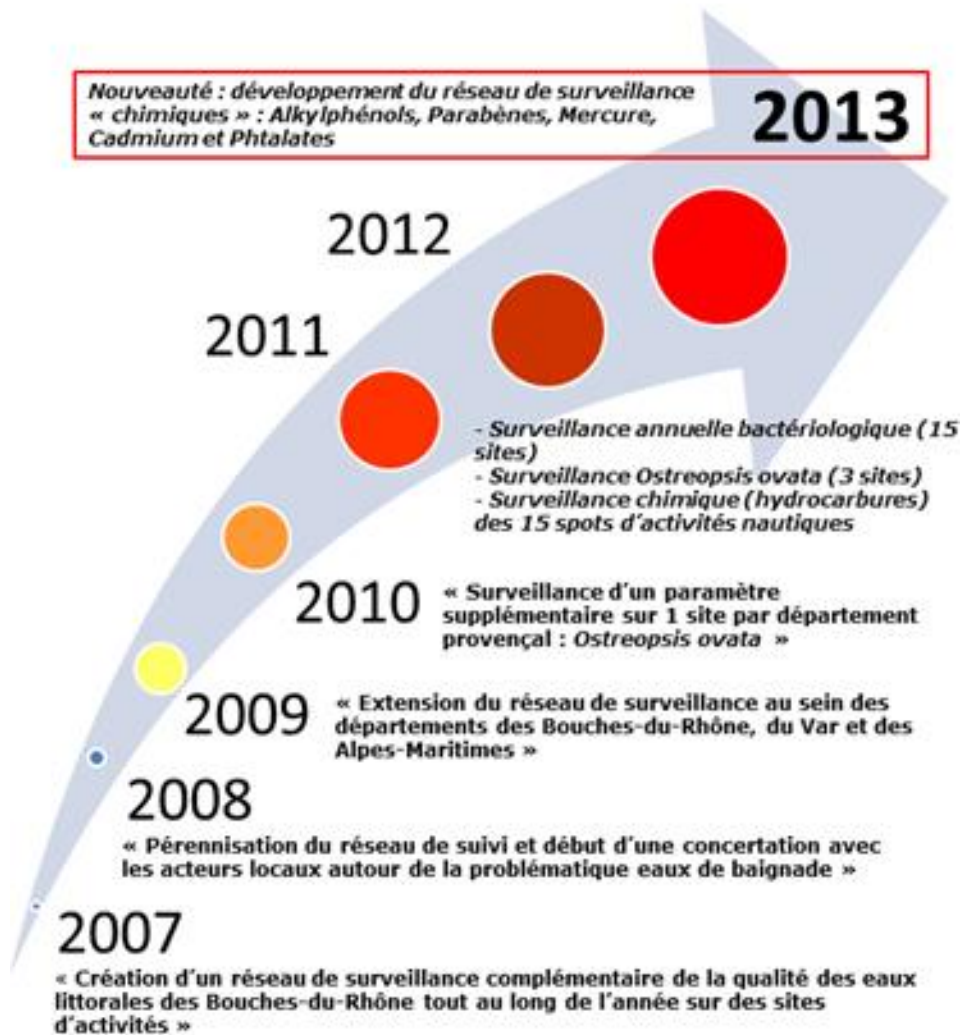 Nouveauté : développement du réseau de surveillance
« chimiques » : Alkylphénols, Parabènes, Mercure,
Cadmium et Phtalates
2013
2012
2011
- Surveillance annuelle bactériologique (15
sites)
- Surveillance Ostreopsis ovata (3 sites)
- Surveillance chimique (hydrocarbures)
des 15 spots d'activités nautiques
2010
« Surveillance d'un paramètre
supplémentaire sur 1 site par département
provençal : Ostreopsis ovata »
2009
« Extension du réseau de surveillance au sein des
départements des Bouches-du-Rhône, du Var et des
Alpes-Maritimes »
2008
« Pérennisation du réseau de suivi et début d'une concertation avec
les acteurs locaux autour de la problématique eaux de baignade »
2007
« Création d'un réseau de surveillance complémentaire de la qualité des eaux
littorales des Bouches-du-Rhône tout au long de l'année sur des sites
d'activités »